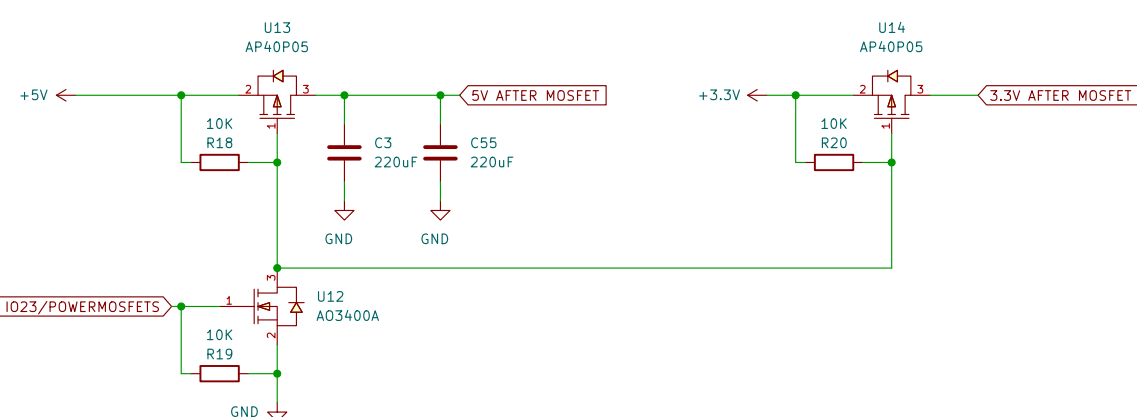 U13
AP40P05
U14
AP40P05
+5V
2
3
5V AFTER MOSFET
+3.3V
2
3
3.3V AFTER MOSFET
1
1
10K
R18
C3
220uF
C55
220uF
10K
R20
GND
GND
3
IO23/POWERMOSFETS
1
U12
AO3400A
2
10K
R19
GND